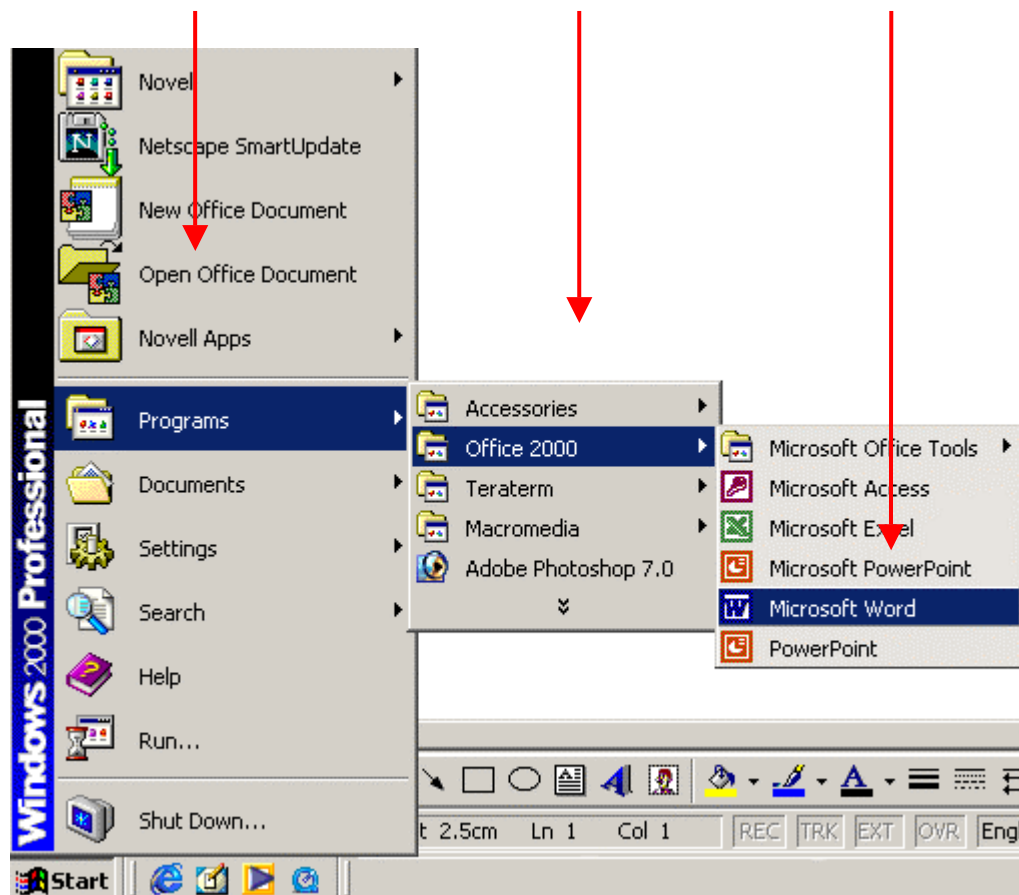 Novell
Netscape SmartUpdate
New Office Document
Open Office Document
Novell Apps
Programs
Documents
Settings
Search
Help
Run...
Shut Down...
Windows 2000 Professional
Accessories
Office 2000
Teraterm
Macromedia
Adobe Photoshop 7.0
Microsoft Office Tools
Microsoft Access
Microsoft Excel
Microsoft PowerPoint
Microsoft Word
PowerPoint
t 2.5cm Ln 1 Col 1 REC TRK EXT OVR Engl
Start